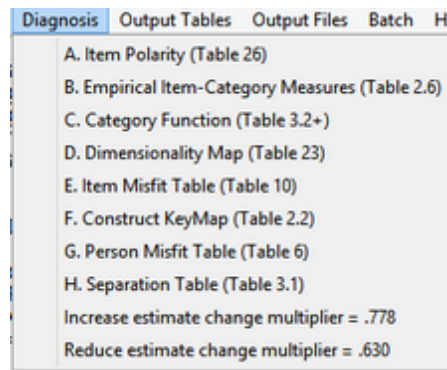 Diagnosis Output Tables Output Files Batch H
A. Item Polarity (Table 26)
B. Empirical Item-Category Measures (Table 2.6)
C. Category Function (Table 3.2+)
D. Dimensionality Map (Table 23)
E. Item Misfit Table (Table 10)
F. Construct KeyMap (Table 2.2)
G. Person Misfit Table (Table 6)
H. Separation Table (Table 3.1)
Increase estimate change multiplier = .778
Reduce estimate change multiplier = .630